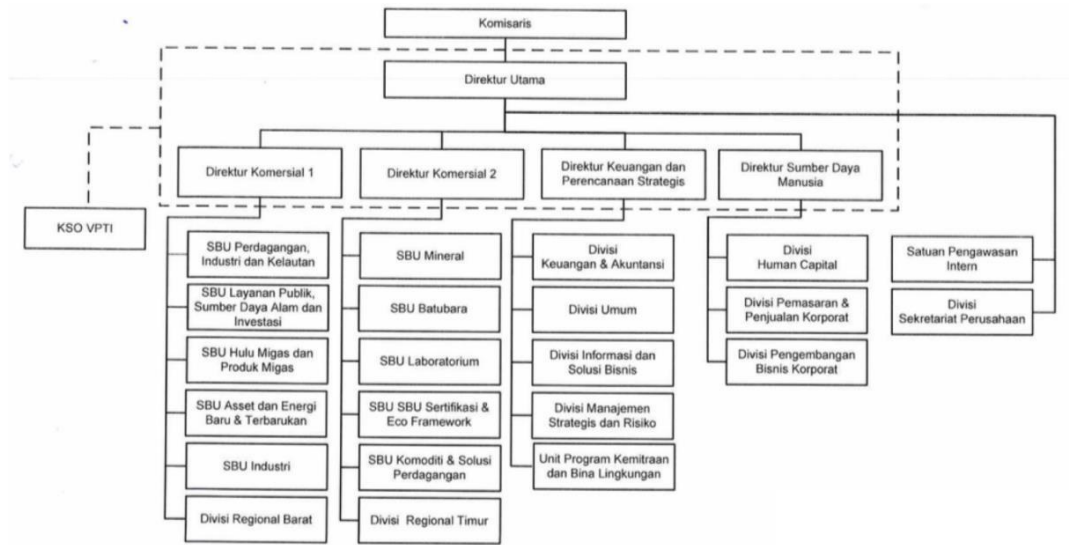 Komisaris
Direktur Utama
Direktur Komersial 1
Direktur Komersial 2
Direktur Keuangan dan
Perencanaan Strategis
Direktur Sumber Daya
Manusia
KSO VPTI
SBU Perdagangan,
Industri dan Kelautan
SBU Layanan Publik,
Sumber Daya Alam dan
Investasi
SBU Hulu Migas dan
Produk Migas
SBU Asset dan Energi
Baru & Terbarukan
SBU Industri
Divisi Regional Barat
SBU Mineral
SBU Batubara
SBU Laboratorium
SBU SBU Sertifikasi &
Eco Framework
SBU Komoditi & Solusi
Perdagangan
Divisi Regional Timur
Divisi
Keuangan & Akuntansi
Divisi Umum
Divisi Informasi dan
Solusi Bisnis
Divisi Manajemen
Strategis dan Risiko
Unit Program Kemitraan
dan Bina Lingkungan
Divisi
Human Capital
Divisi Pemasaran &
Penjualan Korporat
Divisi Pengembangan
Bisnis Korporat
Satuan Pengawasan
Intern
Divisi
Sekretariat Perusahaan